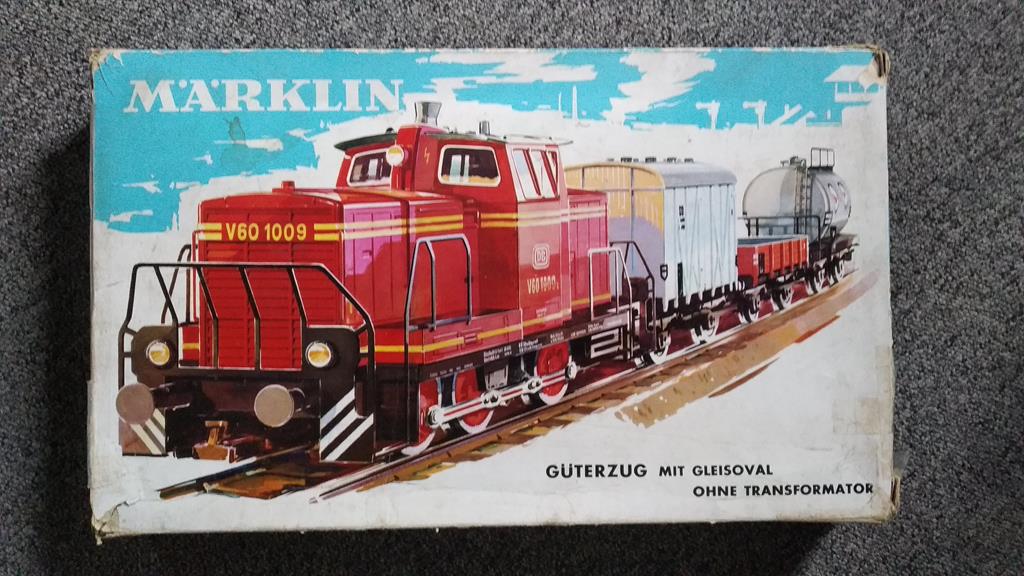 MÄRKLIN
V60 1009
DB
V60 1009
GÜTERZUG MIT GLEISOVAL
OHNE TRANSFORMATOR